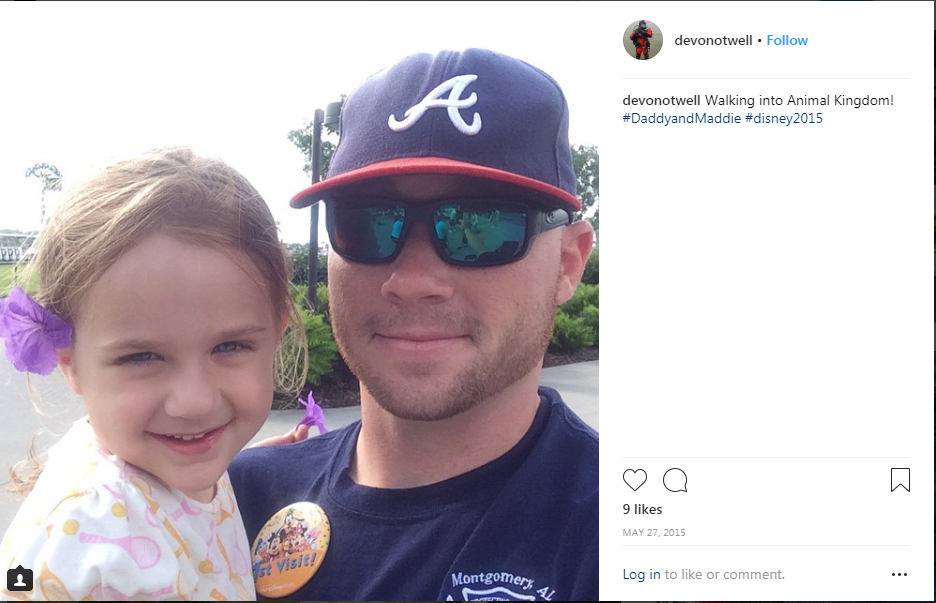 devonotwell • Follow
devonotwell Walking into Animal Kingdom!
#DaddyandMaddie #disney2015
A
1st Visit!
Montgomery, AL
9 likes
MAY 27, 2015
Log in to like or comment.